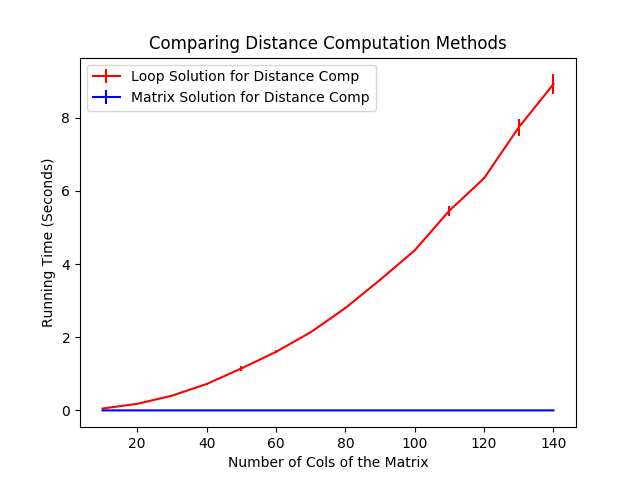 Comparing Distance Computation Methods
Loop Solution for Distance Comp
Matrix Solution for Distance Comp
Running Time (Seconds)
8
6
4
2
0
20 40 60 80 100 120 140
Number of Cols of the Matrix